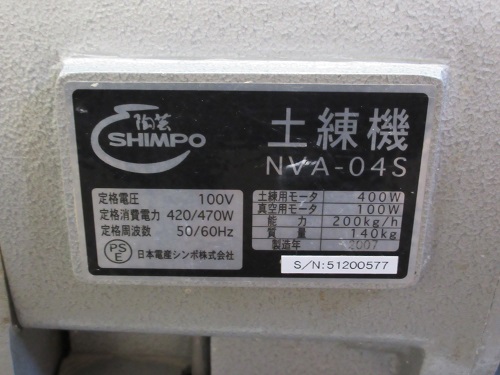 陶芸
SHIMPO
土練機
NVA-04S
定格電圧 100V
定格消費電力 420/470W
定格周波数 50/60Hz
PSE 日本電産シンポ株式会社
土練用モータ 400W
真空用モータ 100W
能力 200kg/h
質量 140kg
製造年 2007
S/N:51200577